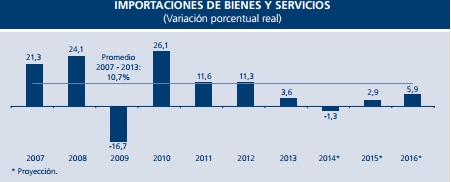 IMPORTACIONES DE BIENES Y SERVICIOS
(Variación porcentual real)
21,3
24,1
-16,7
26,1
11,6
11,3
3,6
-1,3
2,9
5,9
Promedio
2007 - 2013:
10,7%
2007 2008 2009 2010 2011 2012 2013 2014* 2015* 2016*
* Proyección.